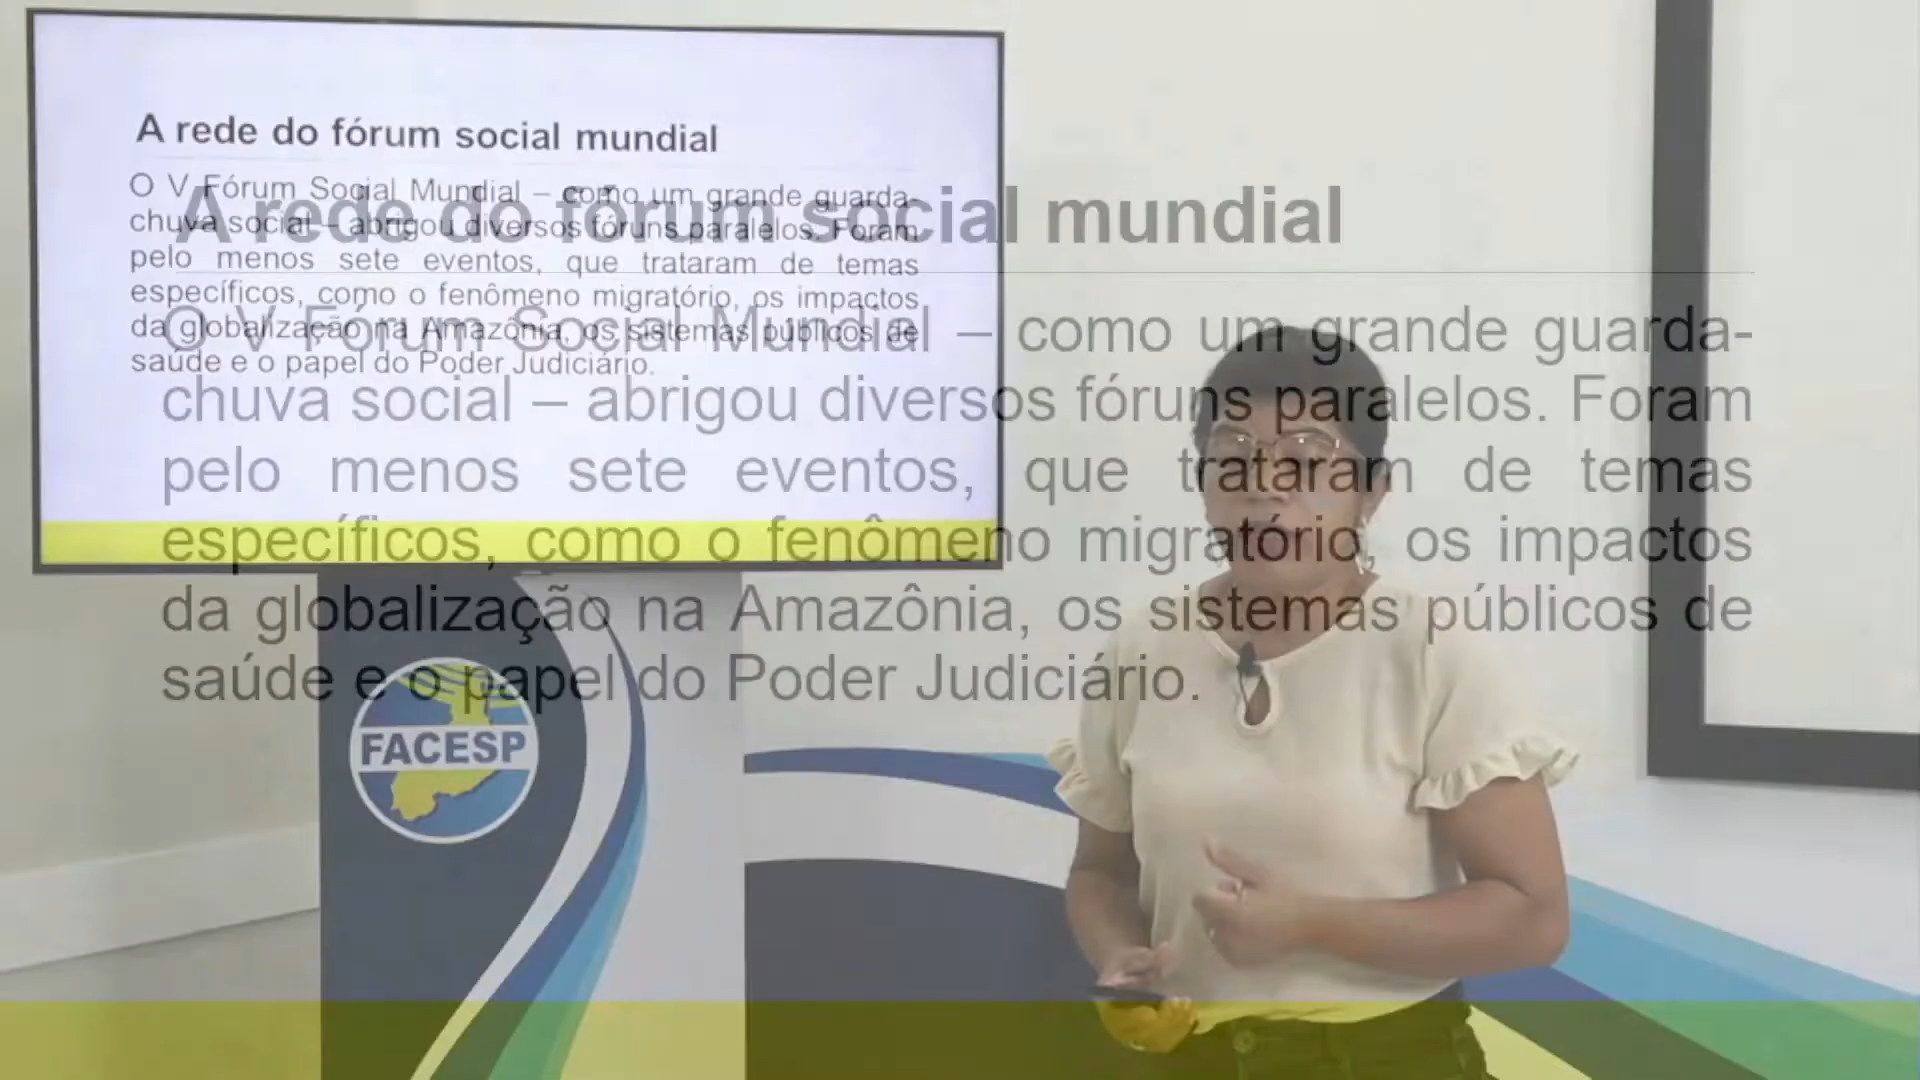 A rede do fórum social mundial
O V Fórum Social Mundial – como um grande guarda-
chuva social – abrigou diversos fóruns paralelos. Foram
pelo menos sete eventos, que trataram de temas
específicos, como o fenômeno migratório, os impactos
da globalização na Amazônia, os sistemas públicos de
saúde e o papel do Poder Judiciário.
A rede do fórum social mundial
O V Fórum Social Mundial – como um grande guarda-
chuva social – abrigou diversos fóruns paralelos. Foram
pelo menos sete eventos, que trataram de temas
específicos, como o fenômeno migratório, os impactos
da globalização na Amazônia, os sistemas públicos de
saúde e o papel do Poder Judiciário.
FACESP